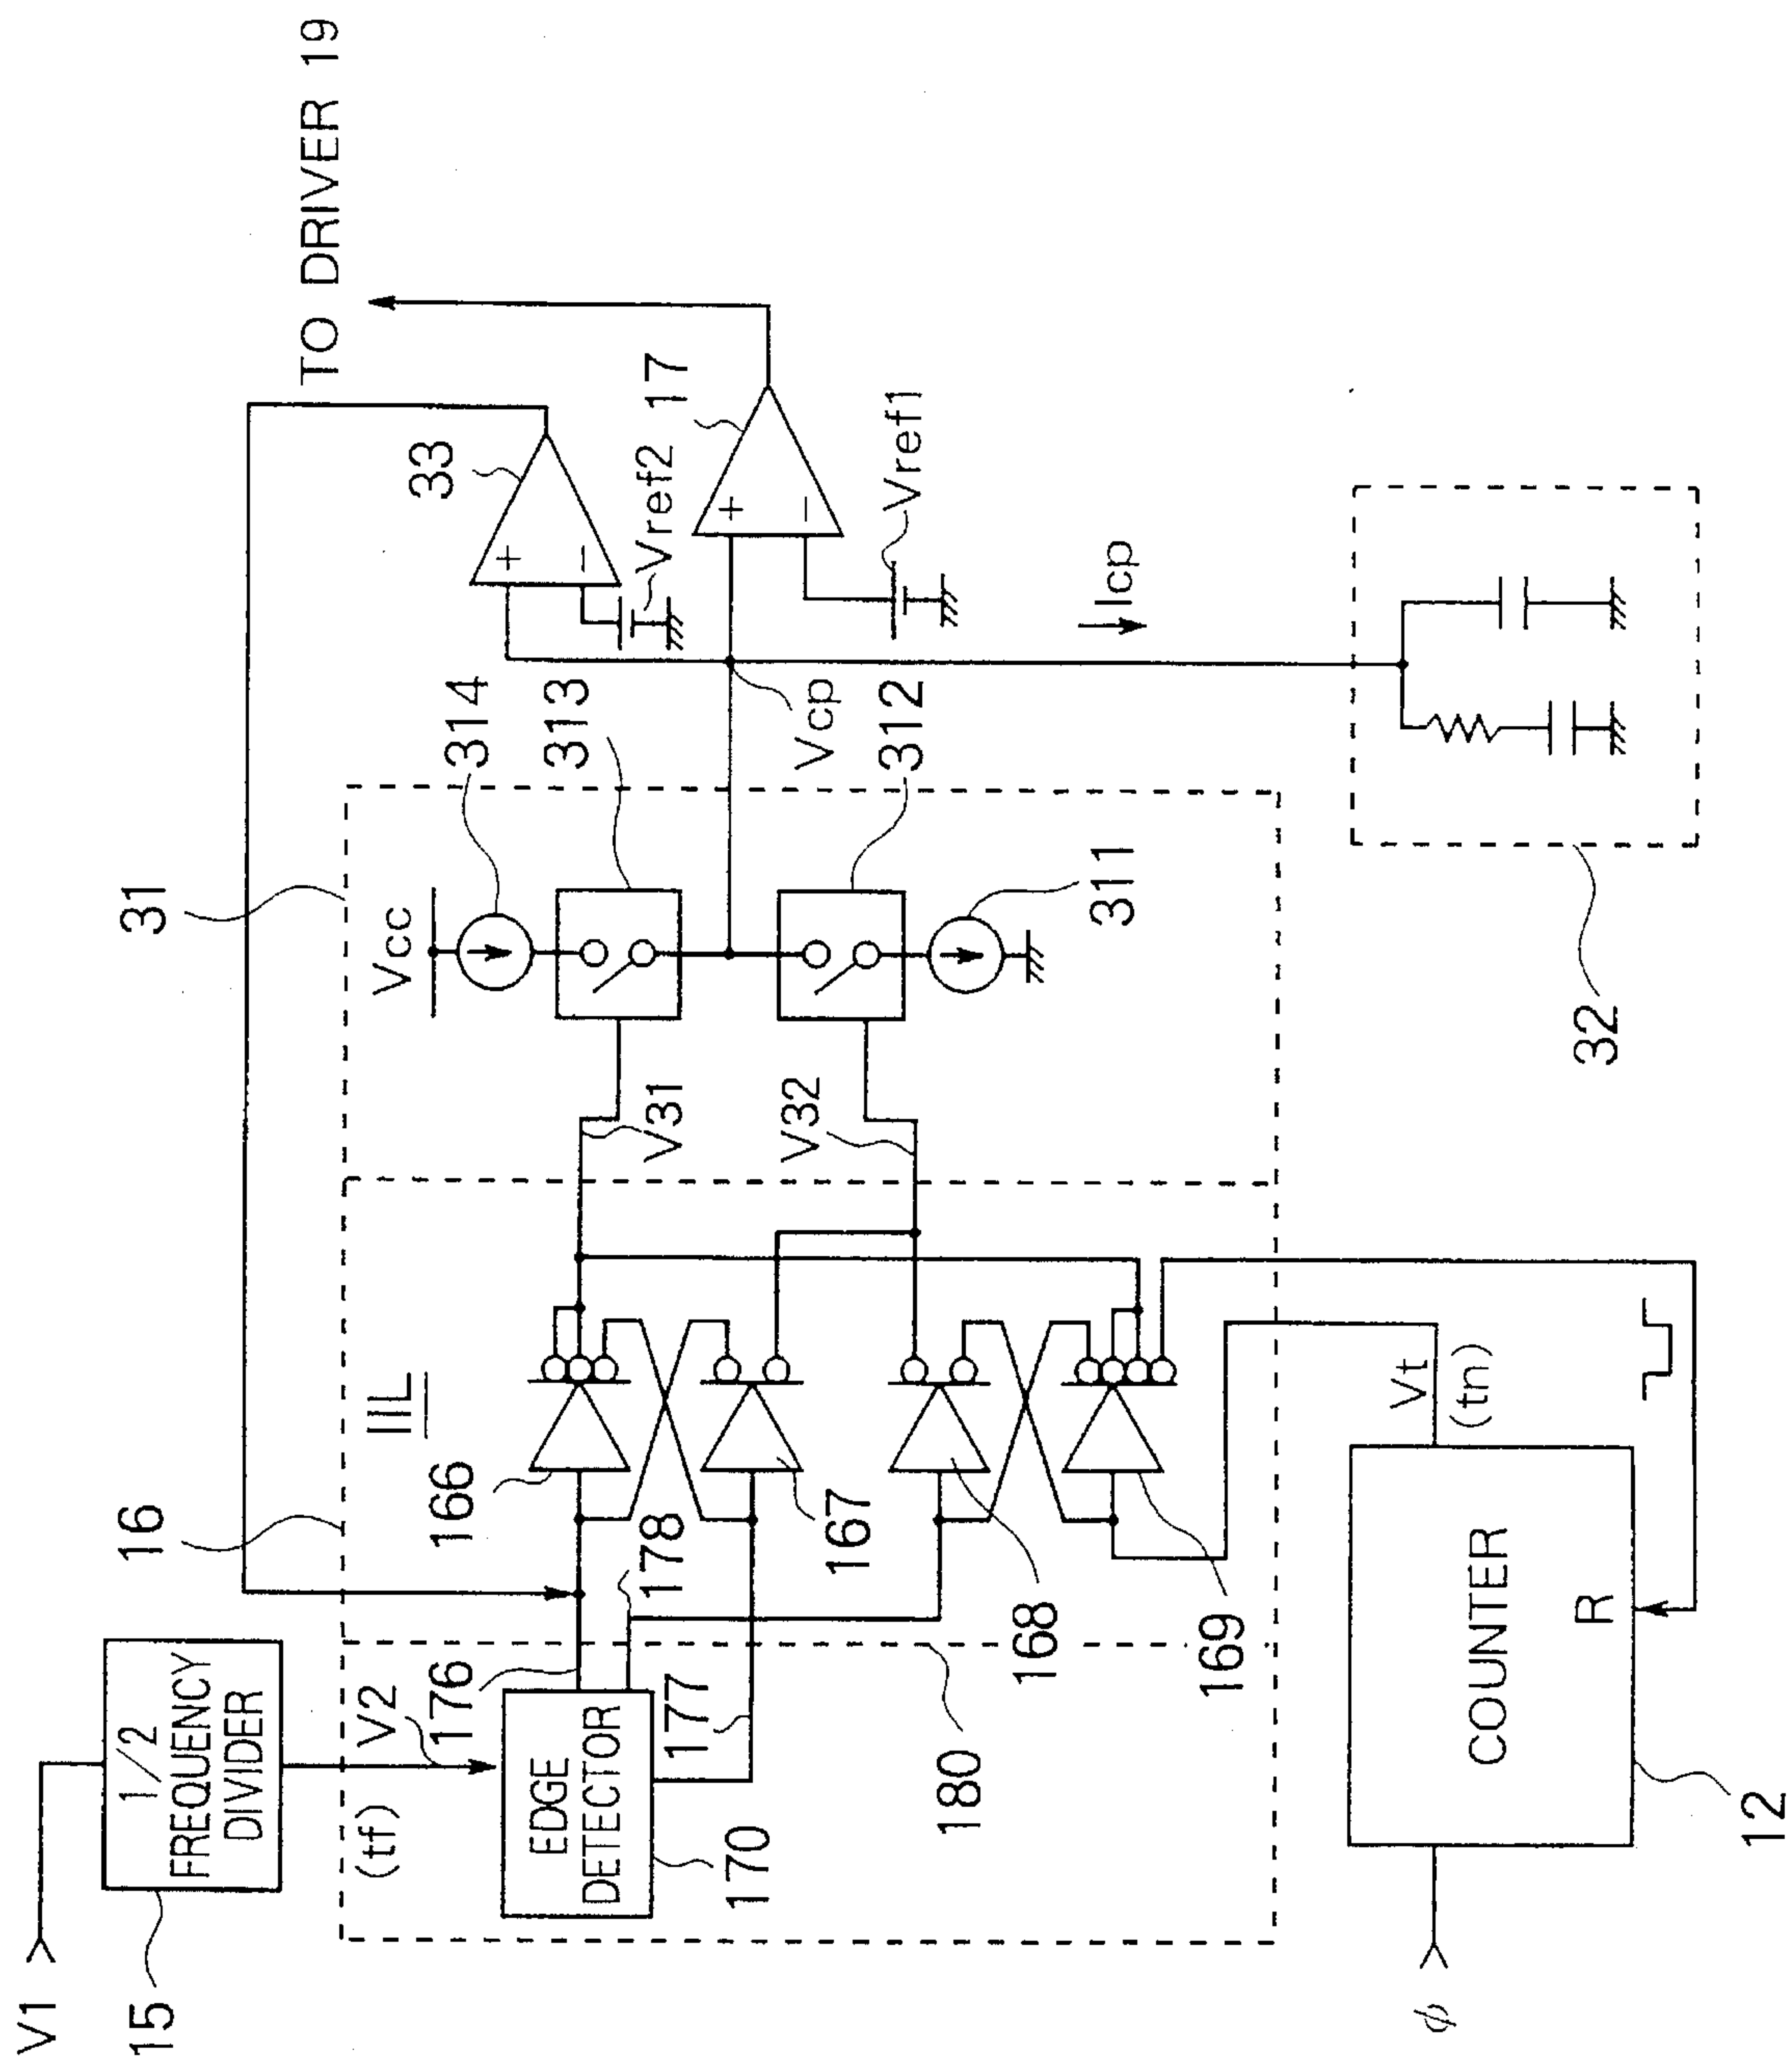 V1
15
1/2
FREQUENCY
DIVIDER
V2
(tf)
16
31
TO DRIVER 19
33
Vref2
17
Vref1
Vcc
314
313
Vcp
312
311
Icp
32
IIL
166
167
168
169
V31
V32
176
177
178
EDGE
DETECTOR
170
180
Vt
(tn)
COUNTER
R
12
ϕ
+
−
+
−